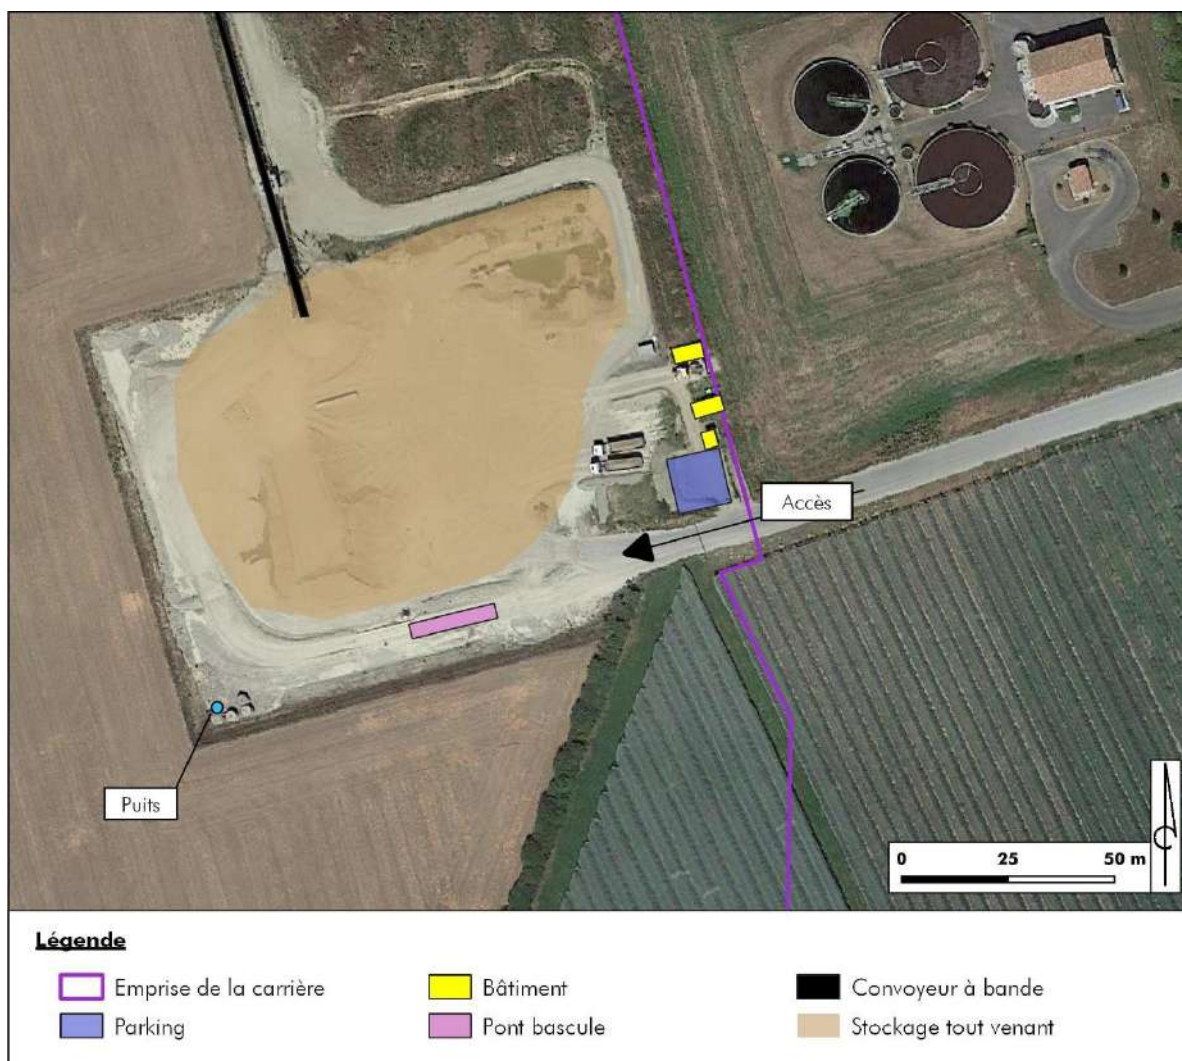 Accès
Puits
0 25 50 m
Légende
Emprise de la carrière
Bâtiment
Convoyeur à bande
Parking
Pont bascule
Stockage tout venant